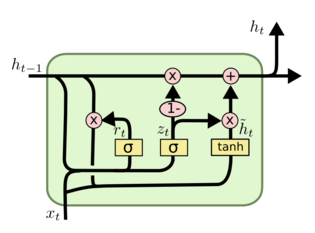 h_t
h_{t-1}
x
+
1-
x
r_t
z_t
x
h̃_t
σ
σ
tanh
x_t